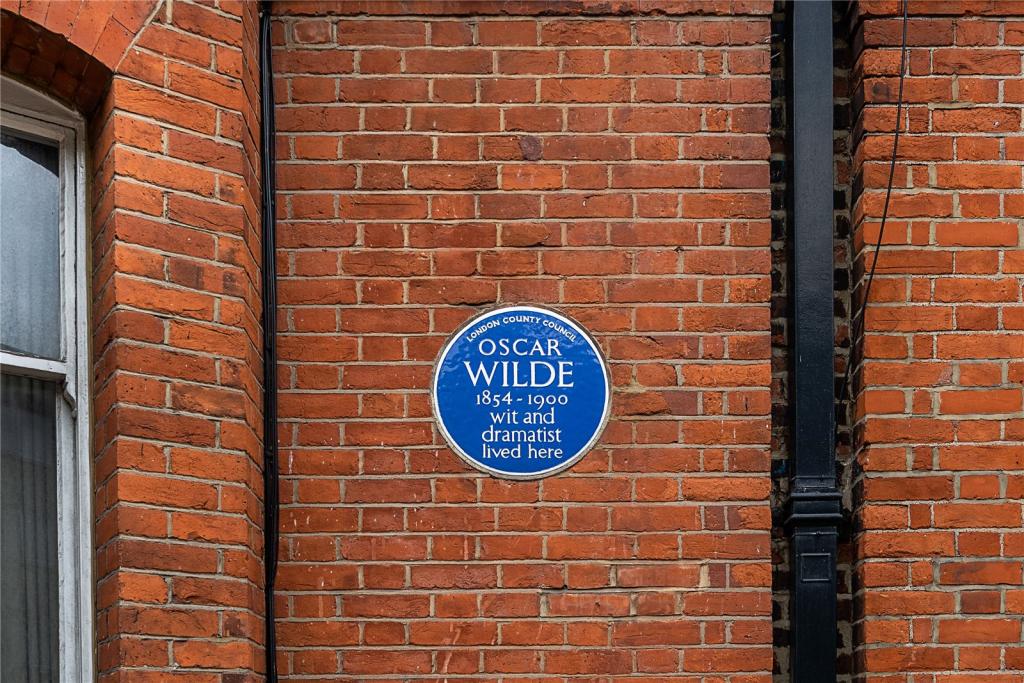 LONDON COUNTY COUNCIL
OSCAR
WILDE
1854-1900
wit and
dramatist
lived here